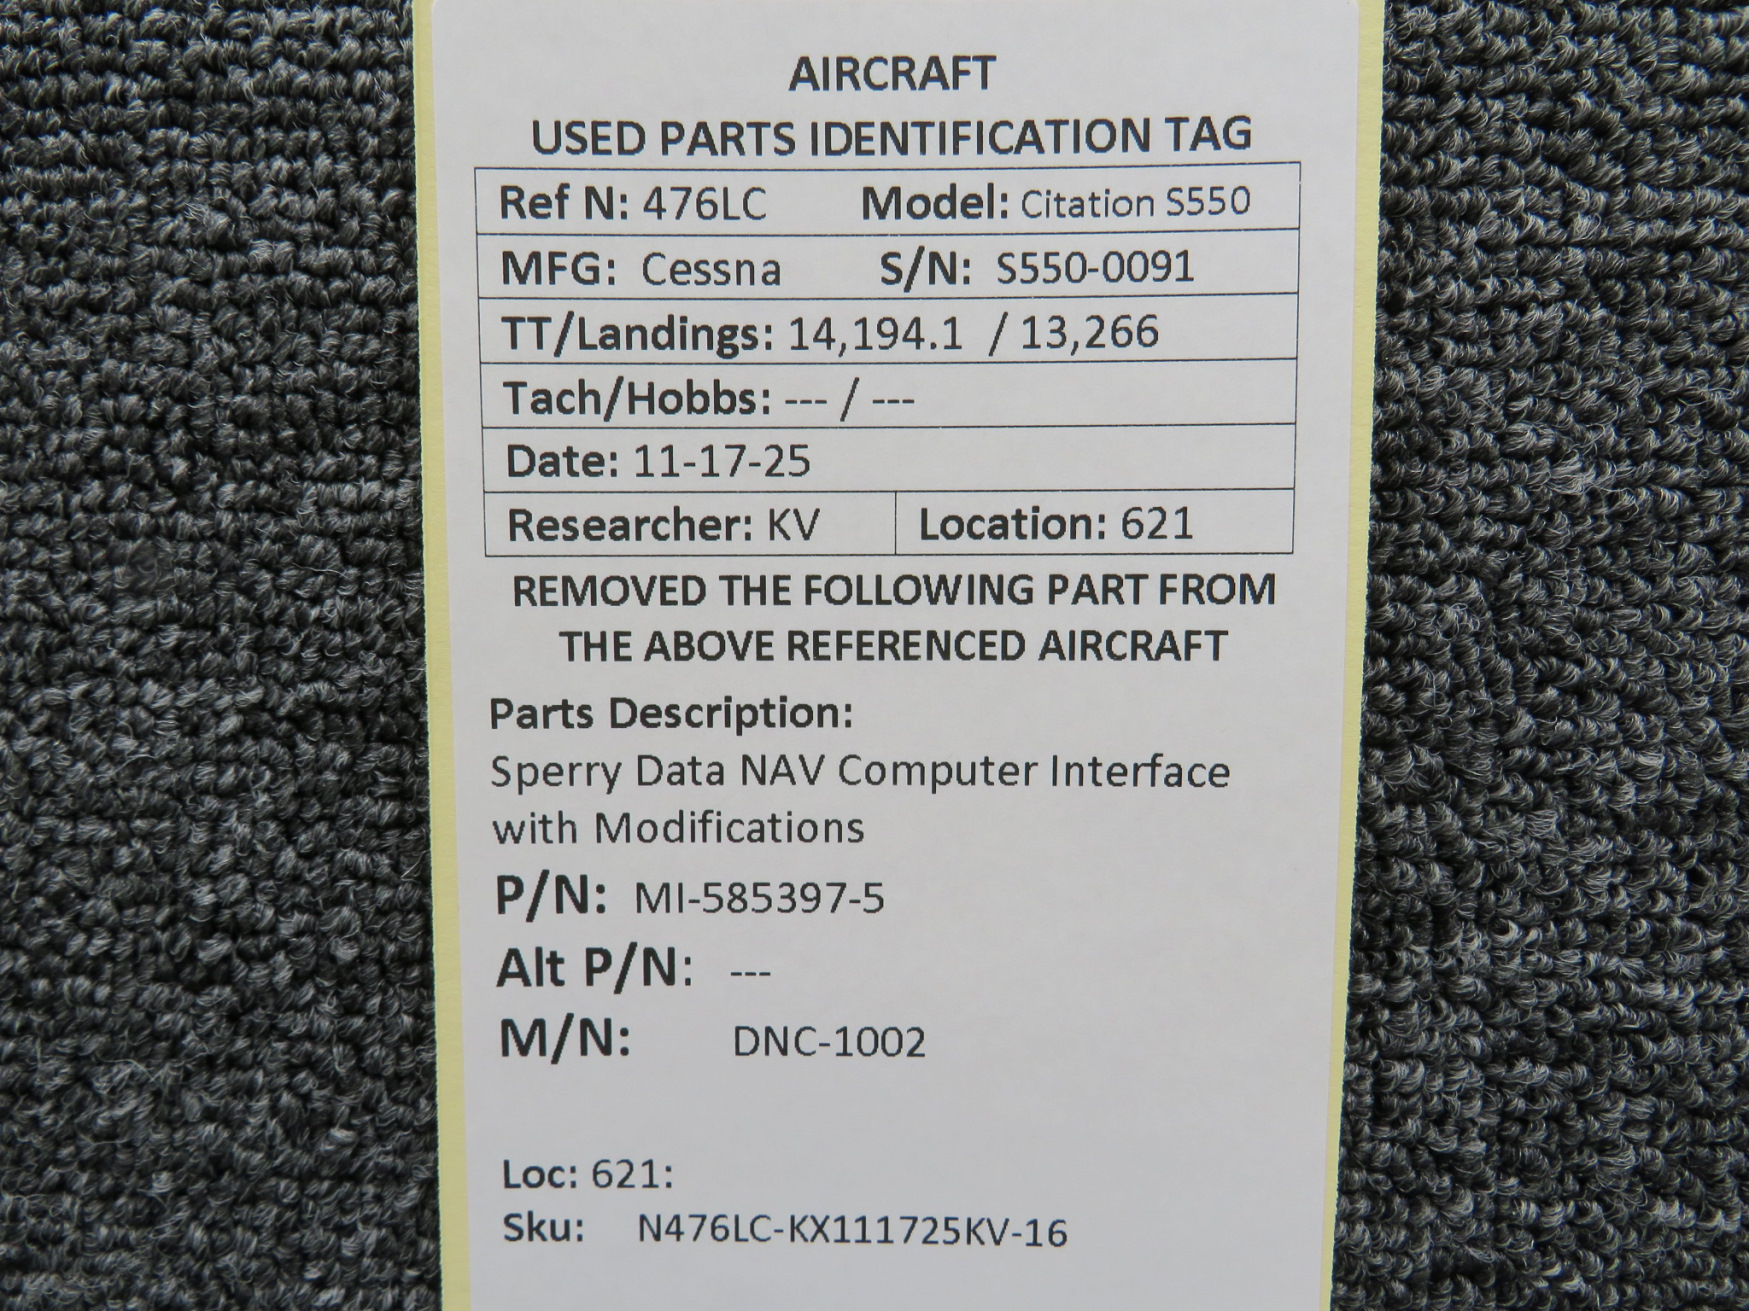 AIRCRAFT
USED PARTS IDENTIFICATION TAG
Ref N: 476LC Model: Citation S550
MFG: Cessna S/N: S550-0091
TT/Landings: 14,194.1 / 13,266
Tach/Hobbs: --- / ---
Date: 11-17-25
Researcher: KV Location: 621
REMOVED THE FOLLOWING PART FROM
THE ABOVE REFERENCED AIRCRAFT
Parts Description:
Sperry Data NAV Computer Interface
with Modifications
P/N: MI-585397-5
Alt P/N: ---
M/N: DNC-1002
Loc: 621:
Sku: N476LC-KX111725KV-16